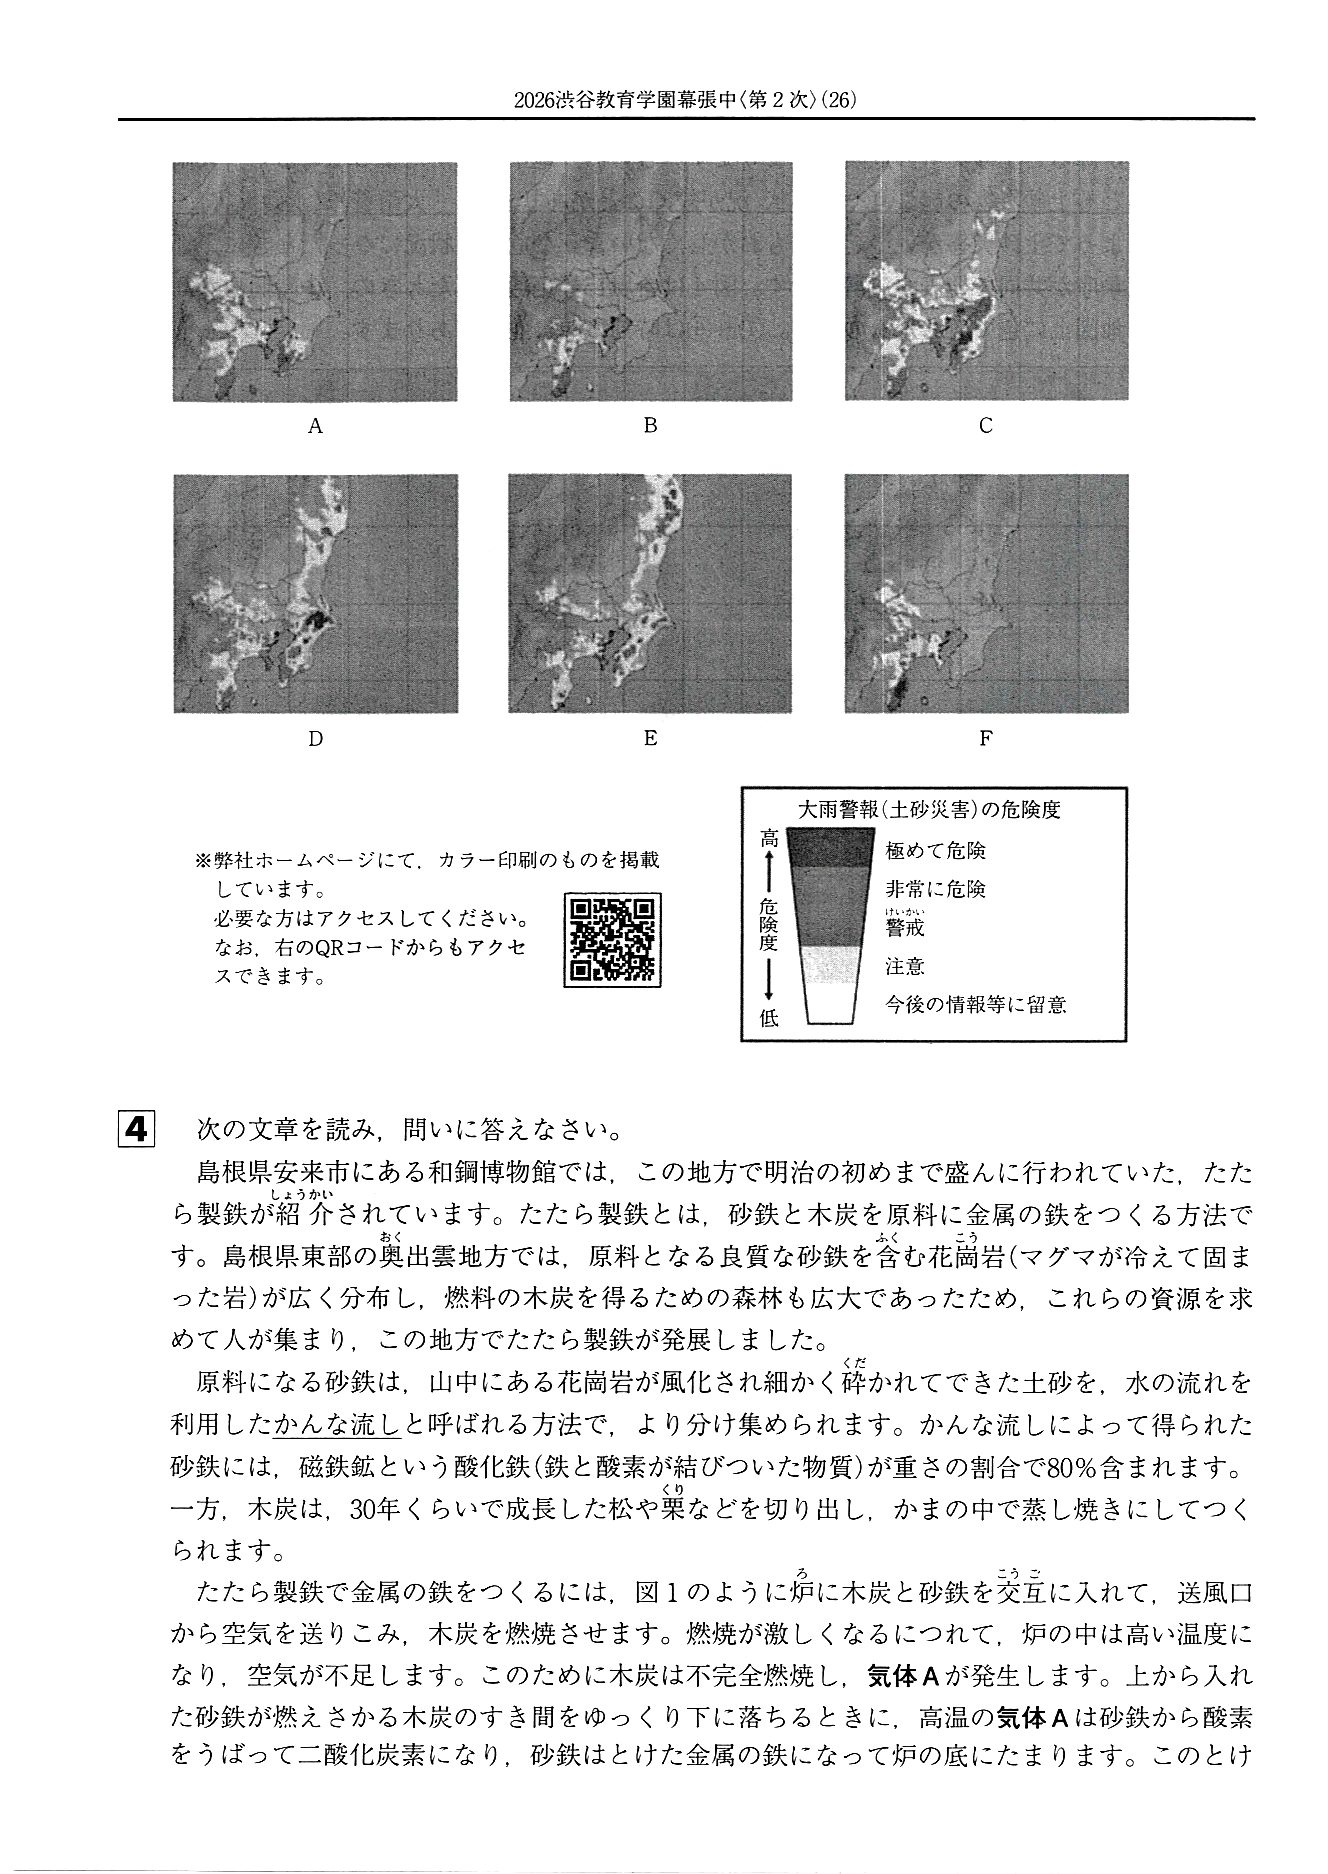 2026渋谷教育学園幕張中〈第2次〉(26)
A
B
C
D
E
F
※弊社ホームページにて，カラー印刷のものを掲載
しています。
必要な方はアクセスしてください。
なお，右のQRコードからもアクセ
スできます。
大雨警報(土砂災害)の危険度
高
危険度
低
極めて危険
非常に危険
けいかい
警戒
注意
今後の情報等に留意
4 次の文章を読み，問いに答えなさい。
島根県安来市にある和鋼博物館では，この地方で明治の初めまで盛んに行われていた，たた
しょうかい
ら製鉄が紹介されています。たたら製鉄とは，砂鉄と木炭を原料に金属の鉄をつくる方法で
おく ふく こう
す。島根県東部の奥出雲地方では，原料となる良質な砂鉄を含む花崗岩(マグマが冷えて固ま
った岩)が広く分布し，燃料の木炭を得るための森林も広大であったため，これらの資源を求
めて人が集まり，この地方でたたら製鉄が発展しました。
くだ
原料になる砂鉄は，山中にある花崗岩が風化され細かく砕かれてできた土砂を，水の流れを
利用したかんな流しと呼ばれる方法で，より分け集められます。かんな流しによって得られた
砂鉄には，磁鉄鉱という酸化鉄(鉄と酸素が結びついた物質)が重さの割合で80％含まれます。
くり
一方，木炭は，30年くらいで成長した松や栗などを切り出し，かまの中で蒸し焼きにしてつく
られます。
ろ こうご
たたら製鉄で金属の鉄をつくるには，図1のように炉に木炭と砂鉄を交互に入れて，送風口
から空気を送りこみ，木炭を燃焼させます。燃焼が激しくなるにつれて，炉の中は高い温度に
なり，空気が不足します。このために木炭は不完全燃焼し，気体Aが発生します。上から入れ
た砂鉄が燃えさかる木炭のすき間をゆっくり下に落ちるときに，高温の気体Aは砂鉄から酸素
をうばって二酸化炭素になり，砂鉄はとけた金属の鉄になって炉の底にたまります。このとけ